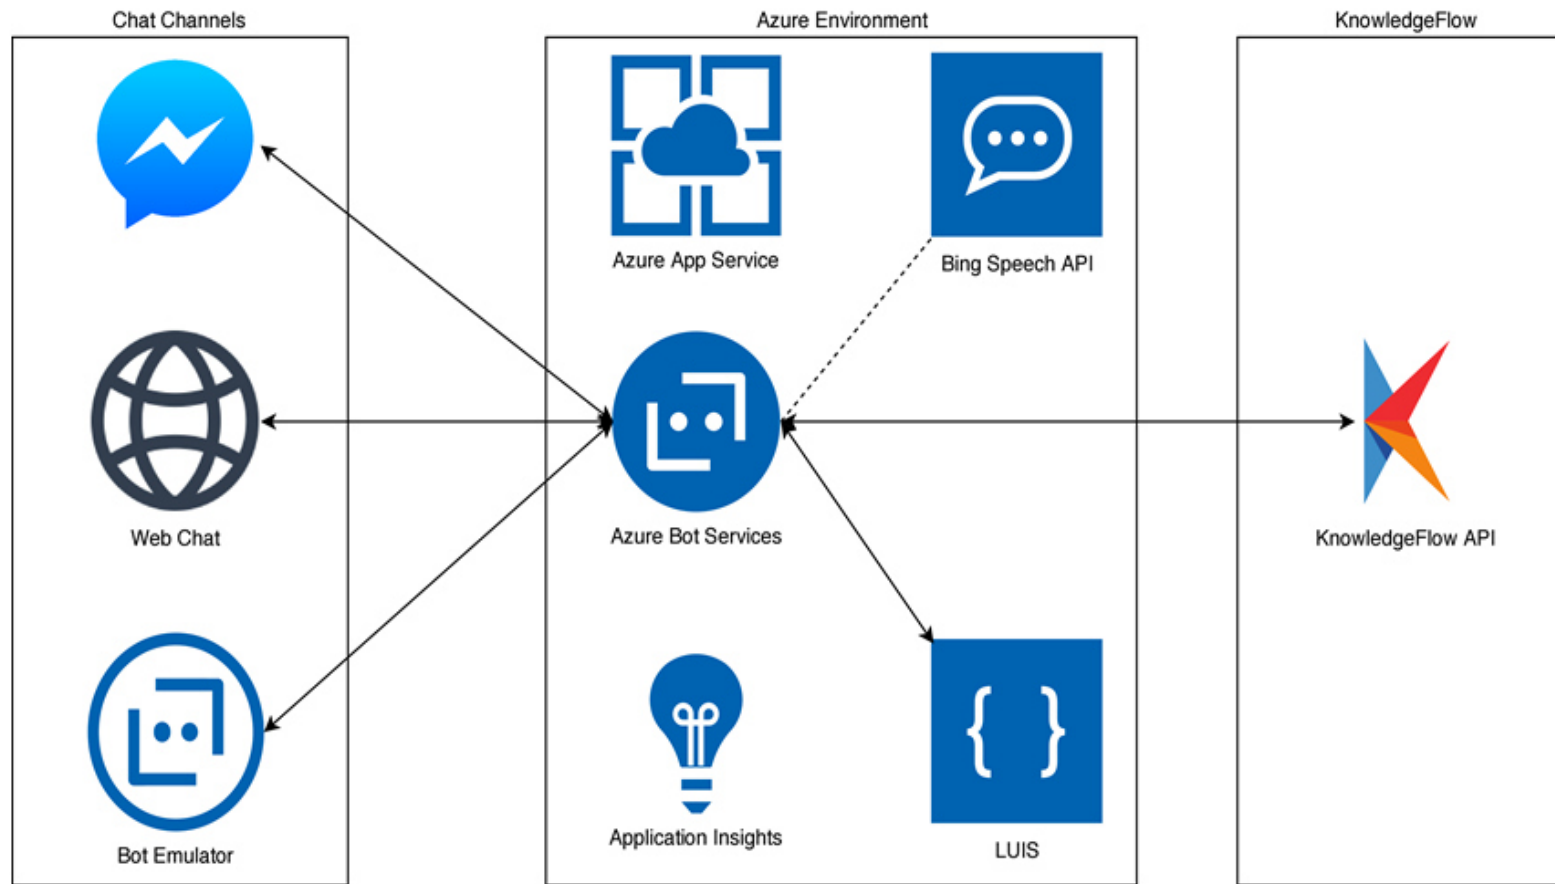 Chat Channels
Azure Environment
KnowledgeFlow
Azure App Service
Bing Speech API
Web Chat
Azure Bot Services
KnowledgeFlow API
Bot Emulator
Application Insights
{ }
LUIS